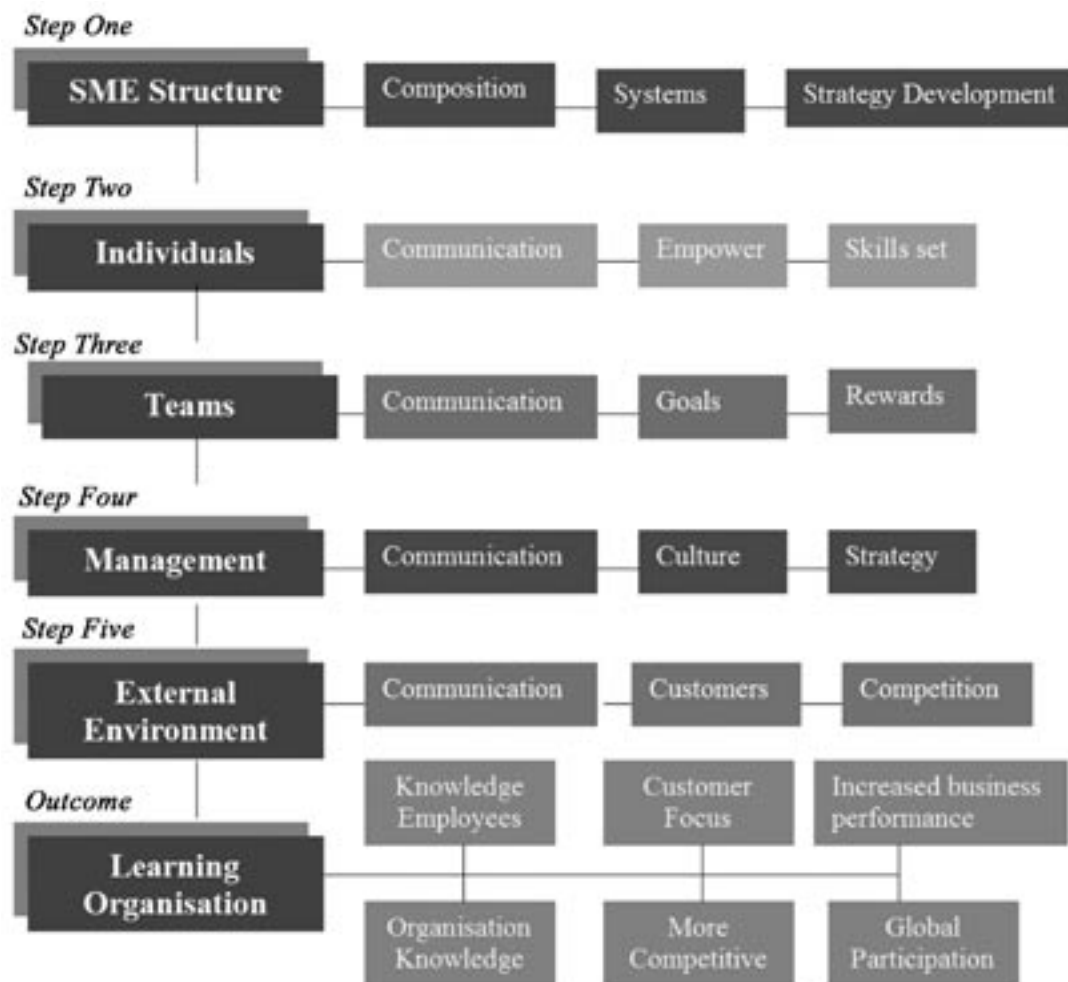 Step One
SME Structure
Composition
Systems
Strategy Development
Step Two
Individuals
Communication
Empower
Skills set
Step Three
Teams
Communication
Goals
Rewards
Step Four
Management
Communication
Culture
Strategy
Step Five
External
Environment
Communication
Customers
Competition
Outcome
Learning
Organisation
Knowledge
Employees
Customer
Focus
Increased business
performance
Organisation
Knowledge
More
Competitive
Global
Participation